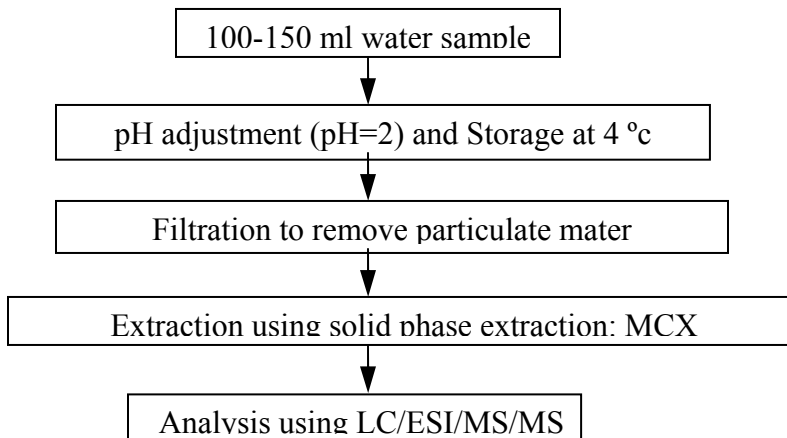 100-150 ml water sample
pH adjustment (pH=2) and Storage at 4 ºc
Filtration to remove particulate mater
Extraction using solid phase extraction: MCX
Analysis using LC/ESI/MS/MS